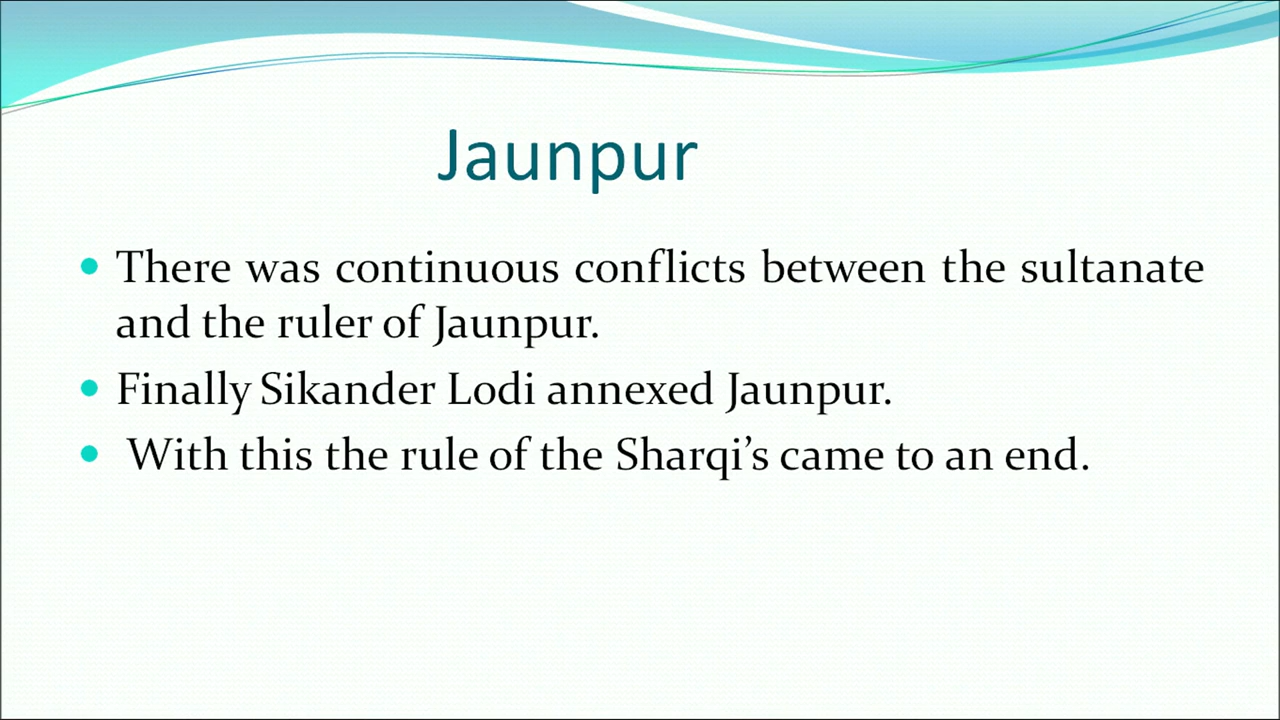 Jaunpur
There was continuous conflicts between the sultanate
and the ruler of Jaunpur.
Finally Sikander Lodi annexed Jaunpur.
With this the rule of the Sharqi’s came to an end.